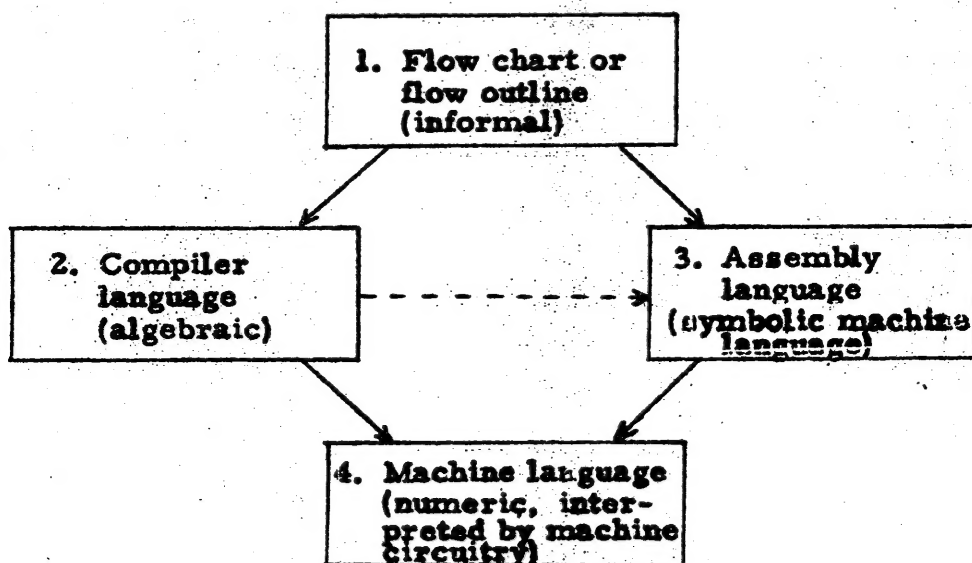 1. Flow chart or
flow outline
(informal)
2. Compiler
language
(algebraic)
3. Assembly
language
(symbolic machine
language)
4. Machine language
(numeric, inter-
preted by machine
circuitry)